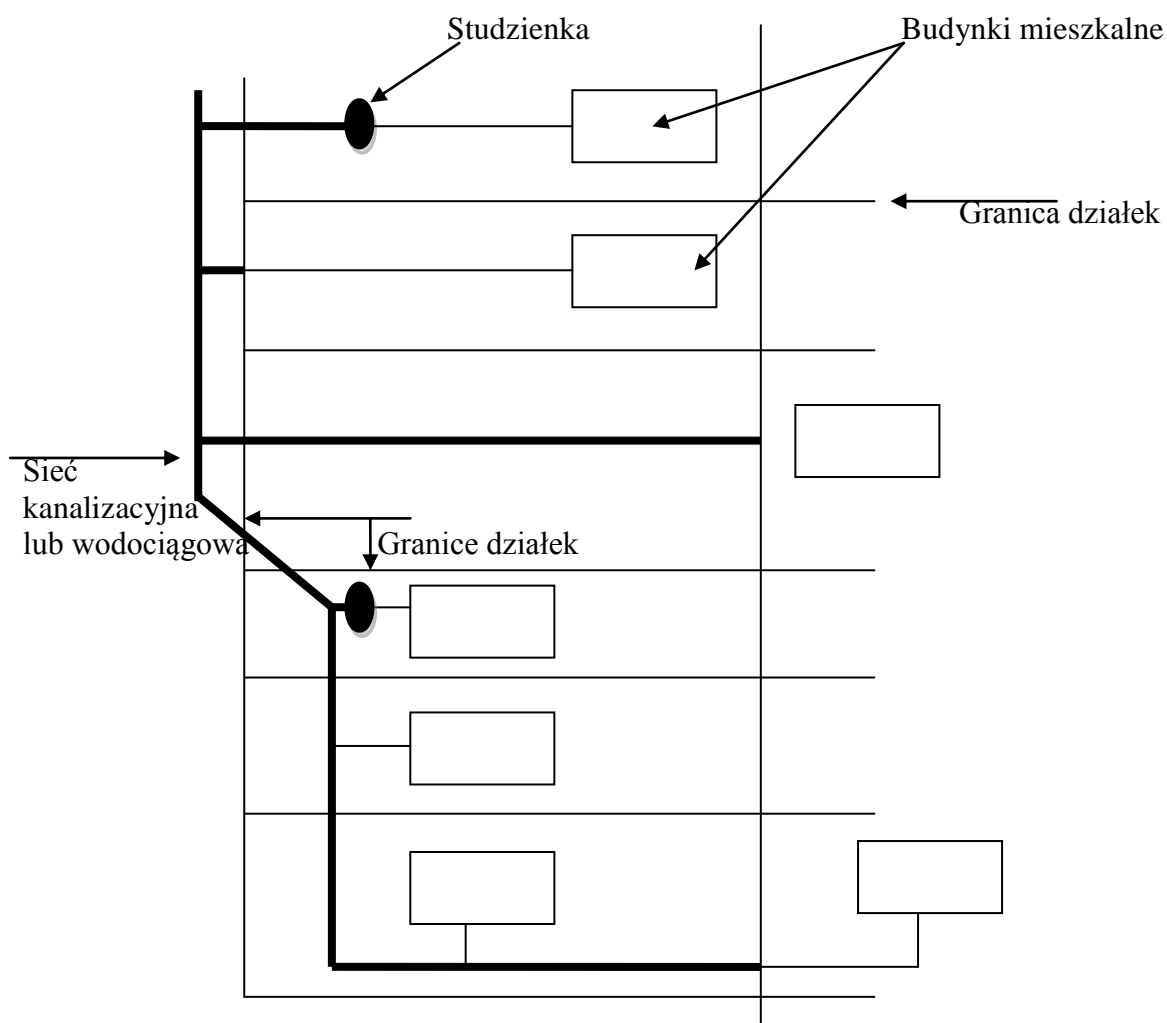 Studzienka
Budynki mieszkalne
Granica działek
Sieć
kanalizacyjna
lub wodociągowa
Granice działek